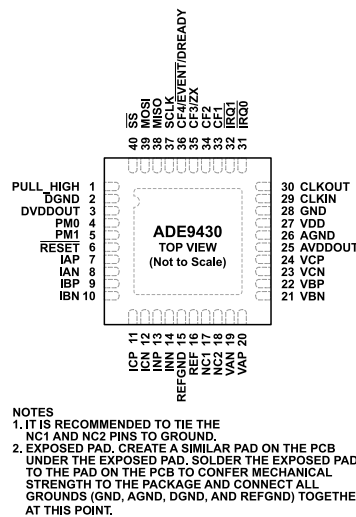 40 SS
39 MOSI
38 MISO
37 SCLK
36 CF4/EVENT/DREADY
35 CF3/ZX
34 CF2
33 CF1
32 IRQ1
31 IRQ0
PULL_HIGH 1
DGND 2
DVDDOUT 3
PM0 4
PM1 5
RESET 6
IAP 7
IAN 8
IBP 9
IBN 10
ADE9430
TOP VIEW
(Not to Scale)
30 CLKOUT
29 CLKIN
28 GND
27 VDD
26 AGND
25 AVDDOUT
24 VCP
23 VCN
22 VBP
21 VBN
ICP 11
ICN 12
INP 13
INN 14
REFGND 15
REF 16
NC1 17
NC2 18
VAN 19
VAP 20
NOTES
1. IT IS RECOMMENDED TO TIE THE
NC1 AND NC2 PINS TO GROUND.
2. EXPOSED PAD. CREATE A SIMILAR PAD ON THE PCB
UNDER THE EXPOSED PAD. SOLDER THE EXPOSED PAD
TO THE PAD ON THE PCB TO CONFER MECHANICAL
STRENGTH TO THE PACKAGE AND CONNECT ALL
GROUNDS (GND, AGND, DGND, AND REFGND) TOGETHE
AT THIS POINT.